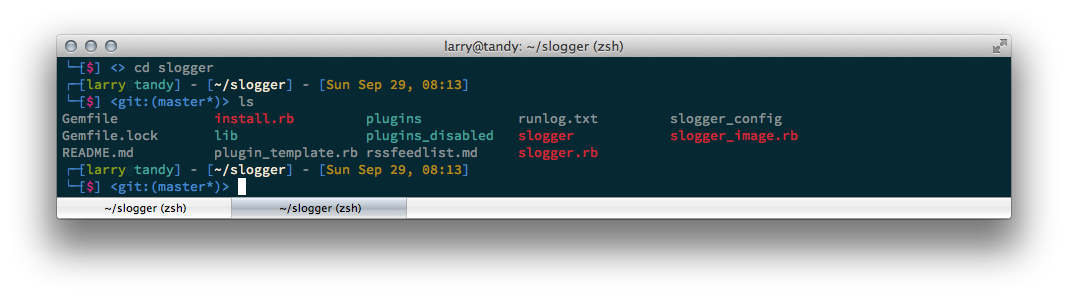 larry@tandy: ~/slogger (zsh)
└─[$] <> cd slogger
┌─[larry tandy] - [~/slogger] - [Sun Sep 29, 08:13]
└─[$] <git:(master*)> ls
Gemfile install.rb plugins runlog.txt slogger_config
Gemfile.lock lib plugins_disabled slogger slogger_image.rb
README.md plugin_template.rb rssfeedlist.md slogger.rb
┌─[larry tandy] - [~/slogger] - [Sun Sep 29, 08:13]
└─[$] <git:(master*)>
~/slogger (zsh) ~/slogger (zsh)